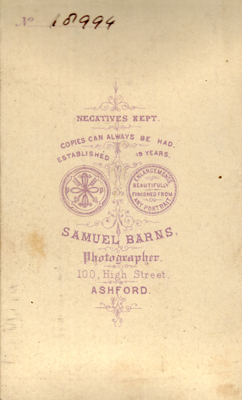 No 18994
NEGATIVES KEPT.
COPIES CAN ALWAYS BE HAD.
ESTABLISHED 19 YEARS.
ENLARGEMENTS
BEAUTIFULLY
FINISHED FROM
ANY PORTRAIT.
SAMUEL BARNS,
Photographer.
100, High Street,
ASHFORD.